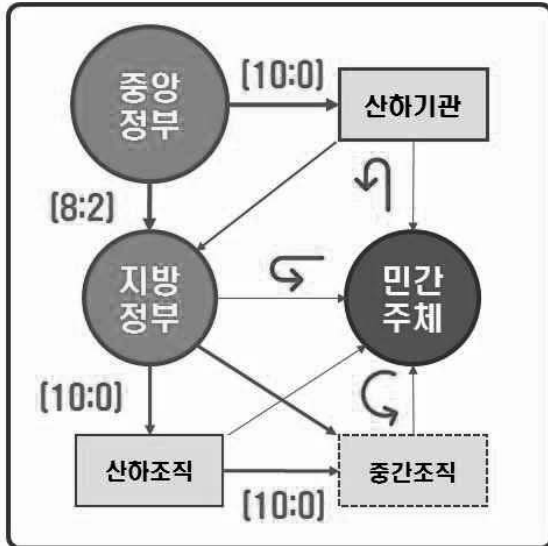 중앙
정부
[10:0]
산하기관
[8:2]
지방
정부
민간
주체
[10:0]
산하조직
중간조직
[10:0]